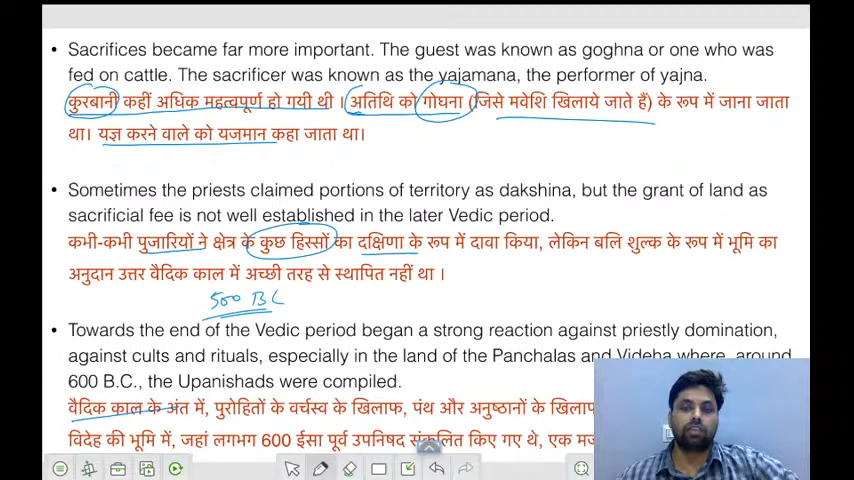 • Sacrifices became far more important. The guest was known as goghna or one who was
fed on cattle. The sacrificer was known as the yajamana, the performer of yajna.
कुरबानी कहीं अधिक महत्वपूर्ण हो गयी थी । अतिथि को गोघना (जिसे मवेशि खिलाये जाते हैं) के रूप में जाना जाता
था। यज्ञ करने वाले को यजमान कहा जाता था।
• Sometimes the priests claimed portions of territory as dakshina, but the grant of land as
sacrificial fee is not well established in the later Vedic period.
कभी-कभी पुजारियों ने क्षेत्र के कुछ हिस्सों का दक्षिणा के रूप में दावा किया, लेकिन बलि शुल्क के रूप में भूमि का
अनुदान उत्तर वैदिक काल में अच्छी तरह से स्थापित नहीं था ।
500 BC
• Towards the end of the Vedic period began a strong reaction against priestly domination,
against cults and rituals, especially in the land of the Panchalas and Videha where, around
600 B.C., the Upanishads were compiled.
वैदिक काल के अंत में, पुरोहितों के वर्चस्व के खिलाफ, पंथ और अनुष्ठानों के खिलाफ
विदेह की भूमि में, जहां लगभग 600 ईसा पूर्व उपनिषद संकलित किए गए थे, एक